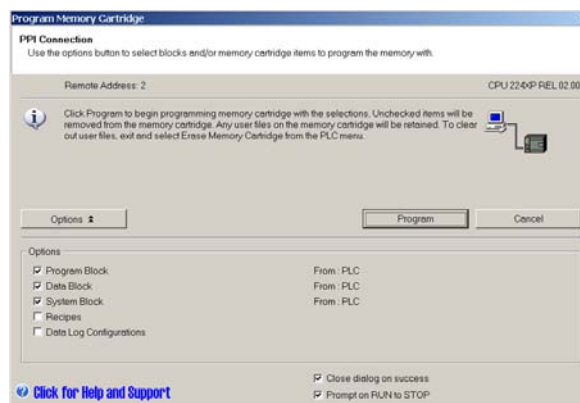 Program Memory Cartridge
PPI Connection
Use the options button to select blocks and/or memory cartridge items to program the memory with.
Remote Address: 2 CPU 224XP REL 02.00
Click Program to begin programming memory cartridge with the selections. Unchecked items will be
removed from the memory cartridge. Any user files on the memory cartridge will be retained. To clear
out user files, exit and select Erase Memory Cartridge from the PLC menu.
Options Program Cancel
Options
Program Block From : PLC
Data Block From : PLC
System Block From : PLC
Recipes
Data Log Configurations
Close dialog on success
Click for Help and Support Prompt on RUN to STOP